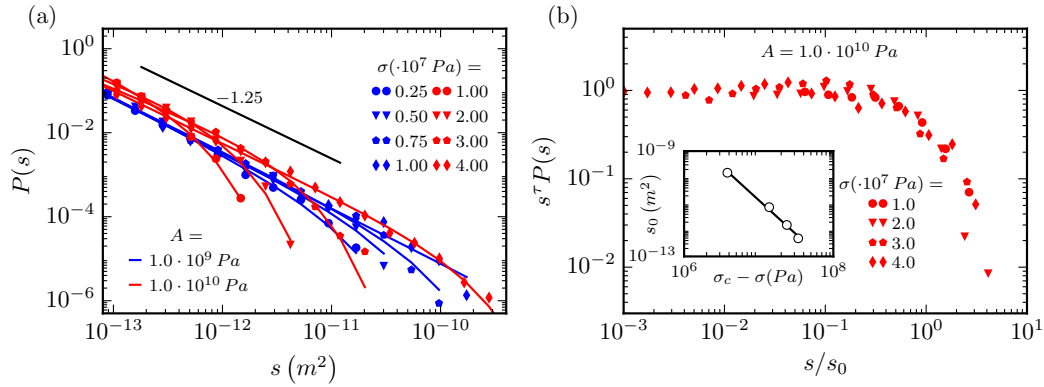 (a)
10^0
10^{-2}
10^{-4}
10^{-6}
P(s)
−1.25
σ(·10^7 Pa) =
0.25 1.00
0.50 2.00
0.75 3.00
1.00 4.00
A =
1.0 · 10^9 Pa
1.0 · 10^{10} Pa
10^{-13} 10^{-12} 10^{-11} 10^{-10}
s (m^2)
(b)
A = 1.0 · 10^{10} Pa
10^0
10^{-1}
10^{-2}
s^τ P(s)
10^{-9}
10^{-13}
s_0 (m^2)
10^6 10^8
σ_c − σ(Pa)
σ(·10^7 Pa) =
1.0
2.0
3.0
4.0
10^{-3} 10^{-2} 10^{-1} 10^0 10^1
s/s_0